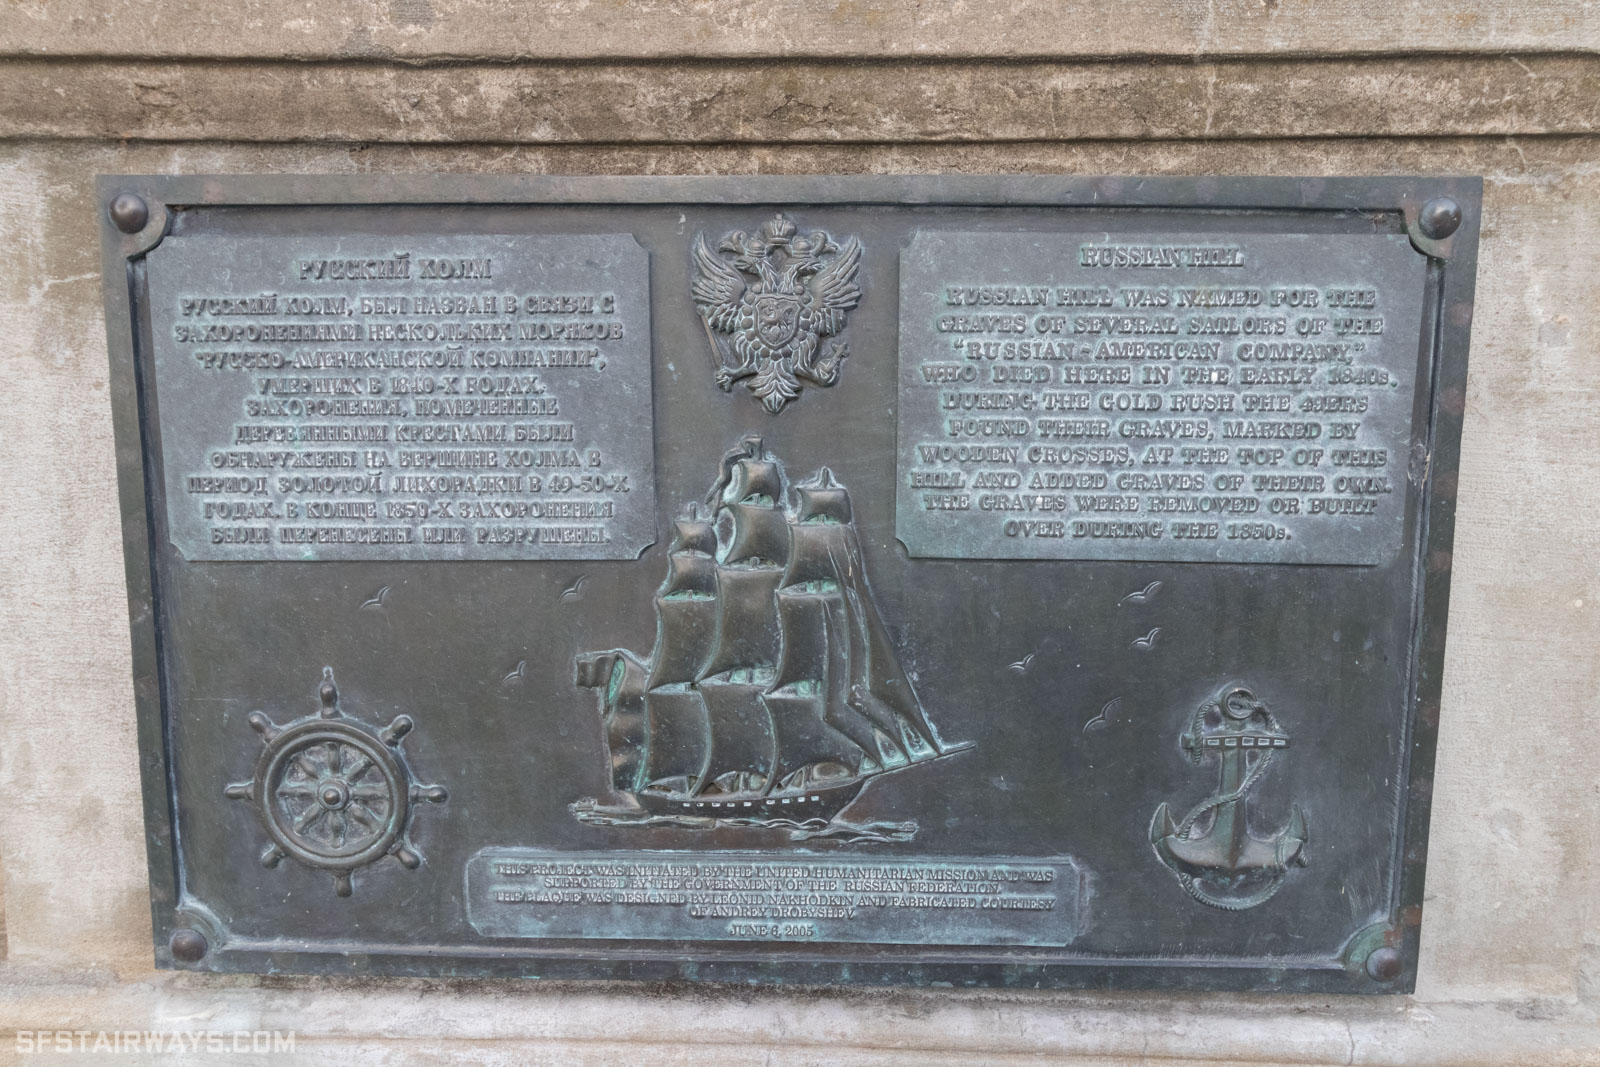 РУССКИЙ ХОЛМ
РУССКИЙ ХОЛМ, БЫЛ НАЗВАН В СВЯЗИ С
ЗАХОРОНЕНИЯМИ НЕСКОЛЬКИХ МОРЯКОВ
"РУССКО-АМЕРИКАНСКОЙ КОМПАНИИ",
УМЕРЩИХ В 1840-Х ГОДАХ.
ЗАХОРОНЕНИЯ, ПОМЕЧЕННЫЕ
ДЕРЕВЯННЫМИ КРЕСТАМИ БЫЛИ
ОБНАРУЖЕНЫ НА ВЕРШИНЕ ХОЛМА В
ПЕРИОД ЗОЛОТОЙ ЛИХОРАДКИ В 49-50-Х
ГОДАХ. В КОНЦЕ 1850-Х ЗАХОРОНЕНИЯ
БЫЛИ ПЕРЕНЕСЕНЫ ИЛИ РАЗРУШЕНЫ.
RUSSIAN HILL
RUSSIAN HILL WAS NAMED FOR THE
GRAVES OF SEVERAL SAILORS OF THE
"RUSSIAN-AMERICAN COMPANY,"
WHO DIED HERE IN THE EARLY 1840s.
DURING THE GOLD RUSH THE 49ERS
FOUND THEIR GRAVES, MARKED BY
WOODEN CROSSES, AT THE TOP OF THIS
HILL AND ADDED GRAVES OF THEIR OWN.
THE GRAVES WERE REMOVED OR BUILT
OVER DURING THE 1850s.
THIS PROJECT WAS INITIATED BY THE UNITED HUMANITARIAN MISSION AND WAS
SUPPORTED BY THE GOVERNMENT OF THE RUSSIAN FEDERATION.
THE PLAQUE WAS DESIGNED BY LEONID NAKHODKIN AND FABRICATED COURTESY
OF ANDREY DROBYSHEV.
JUNE 6, 2005
SFSTAIRWAYS.COM